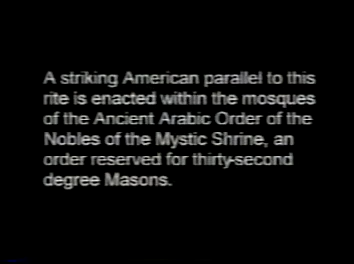 A striking American parallel to this
rite is enacted within the mosques
of the Ancient Arabic Order of the
Nobles of the Mystic Shrine, an
order reserved for thirty-second
degree Masons.